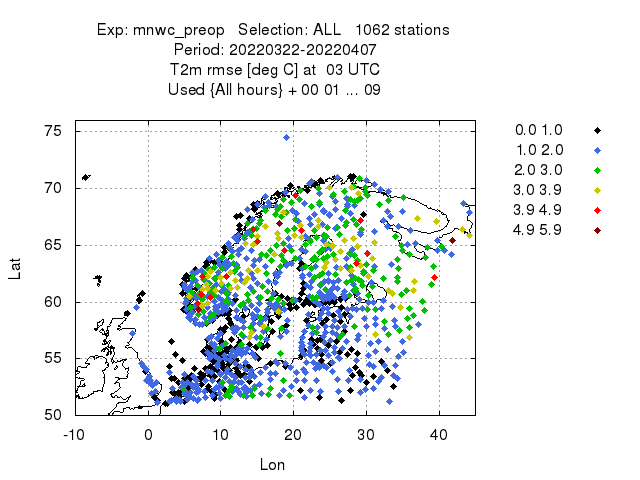 Exp: mnwc_preop   Selection: ALL   1062 stations
Period: 20220322-20220407
T2m rmse [deg C] at  03 UTC
Used {All hours} + 00 01 ... 09
0.0 1.0
1.0 2.0
2.0 3.0
3.0 3.9
3.9 4.9
4.9 5.9
75
70
65
60
55
50
Lat
-10 0 10 20 30 40
Lon